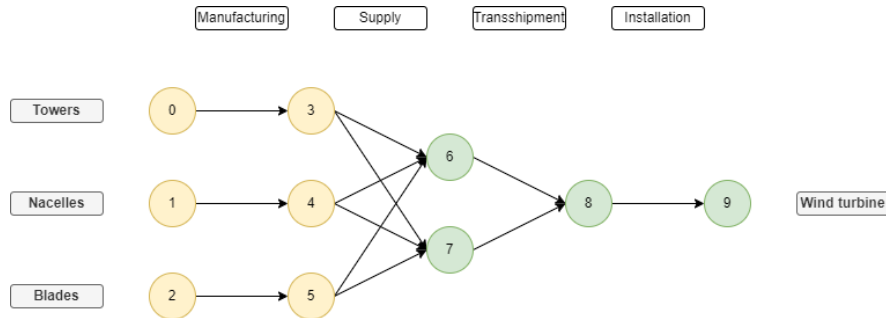 Manufacturing
Supply
Transshipment
Installation
Towers
0
3
6
Nacelles
1
4
8
9
Wind turbine
7
Blades
2
5